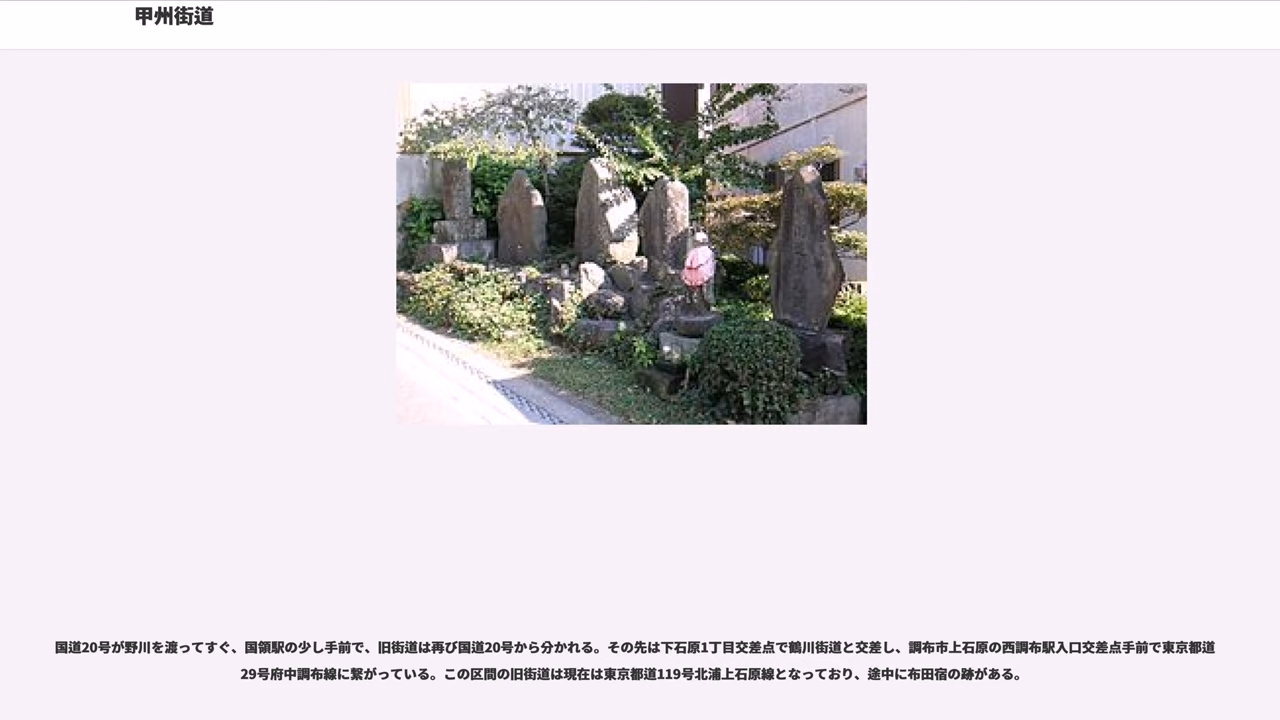 甲州街道
国道20号が野川を渡ってすぐ、国領駅の少し手前で、旧街道は再び国道20号から分かれる。その先は下石原1丁目交差点で鶴川街道と交差し、調布市上石原の西調布駅入口交差点手前で東京都道
29号府中調布線に繋がっている。この区間の旧街道は現在は東京都道119号北浦上石原線となっており、途中に布田宿の跡がある。